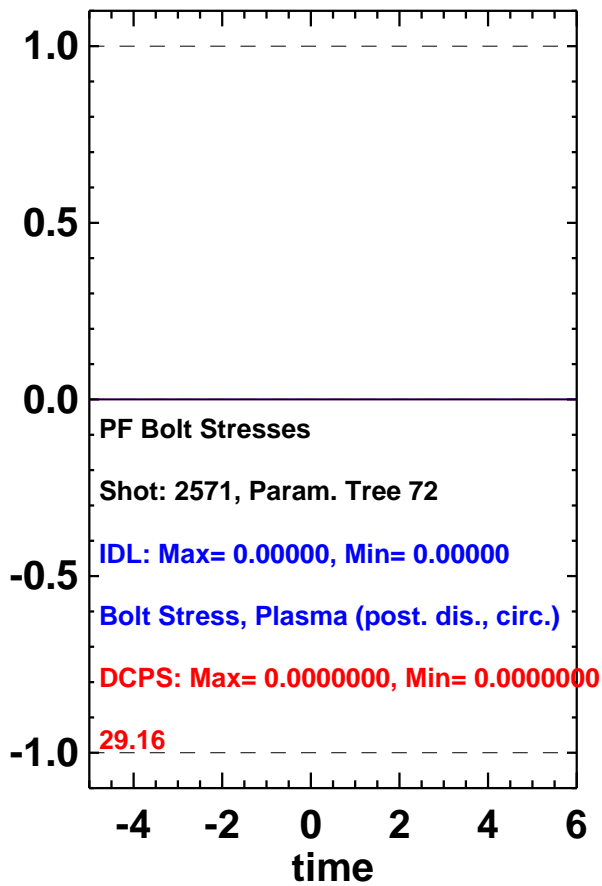 1.0
0.5
0.0
PF Bolt Stresses
Shot: 2571, Param. Tree 72
IDL: Max= 0.00000, Min= 0.00000
-0.5
Bolt Stress, Plasma (post. dis., circ.)
DCPS: Max= 0.0000000, Min= 0.0000000
29.16
-1.0
-4 -2 0 2 4 6
time